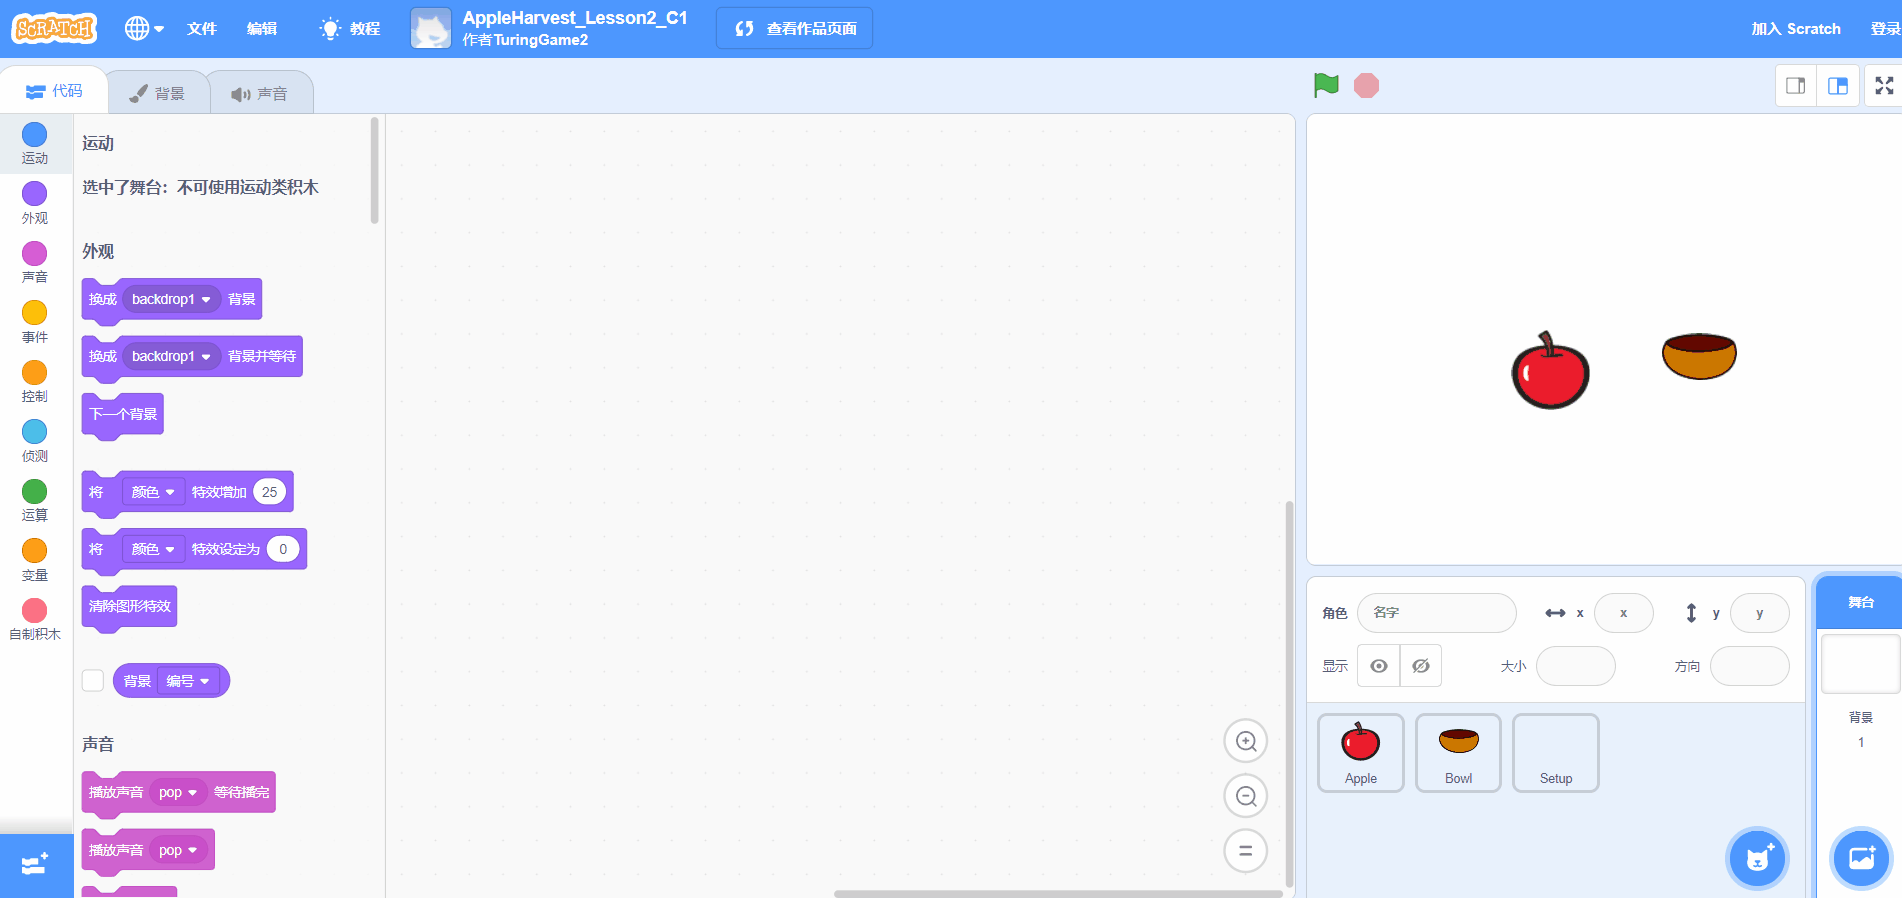 SCRATCH
文件
编辑
教程
AppleHarvest_Lesson2_C1
作者TuringGame2
查看作品页面
加入 Scratch
登录
代码
背景
声音
运动
外观
声音
事件
控制
侦测
运算
变量
自制积木
运动
选中了舞台：不可使用运动类积木
外观
换成 backdrop1 背景
换成 backdrop1 背景并等待
下一个背景
将 颜色 特效增加 25
将 颜色 特效设定为 0
清除图形特效
背景 编号
声音
播放声音 pop 等待播完
播放声音 pop
角色 名字 x x y y
显示 大小 方向
Apple
Bowl
Setup
舞台
背景
1